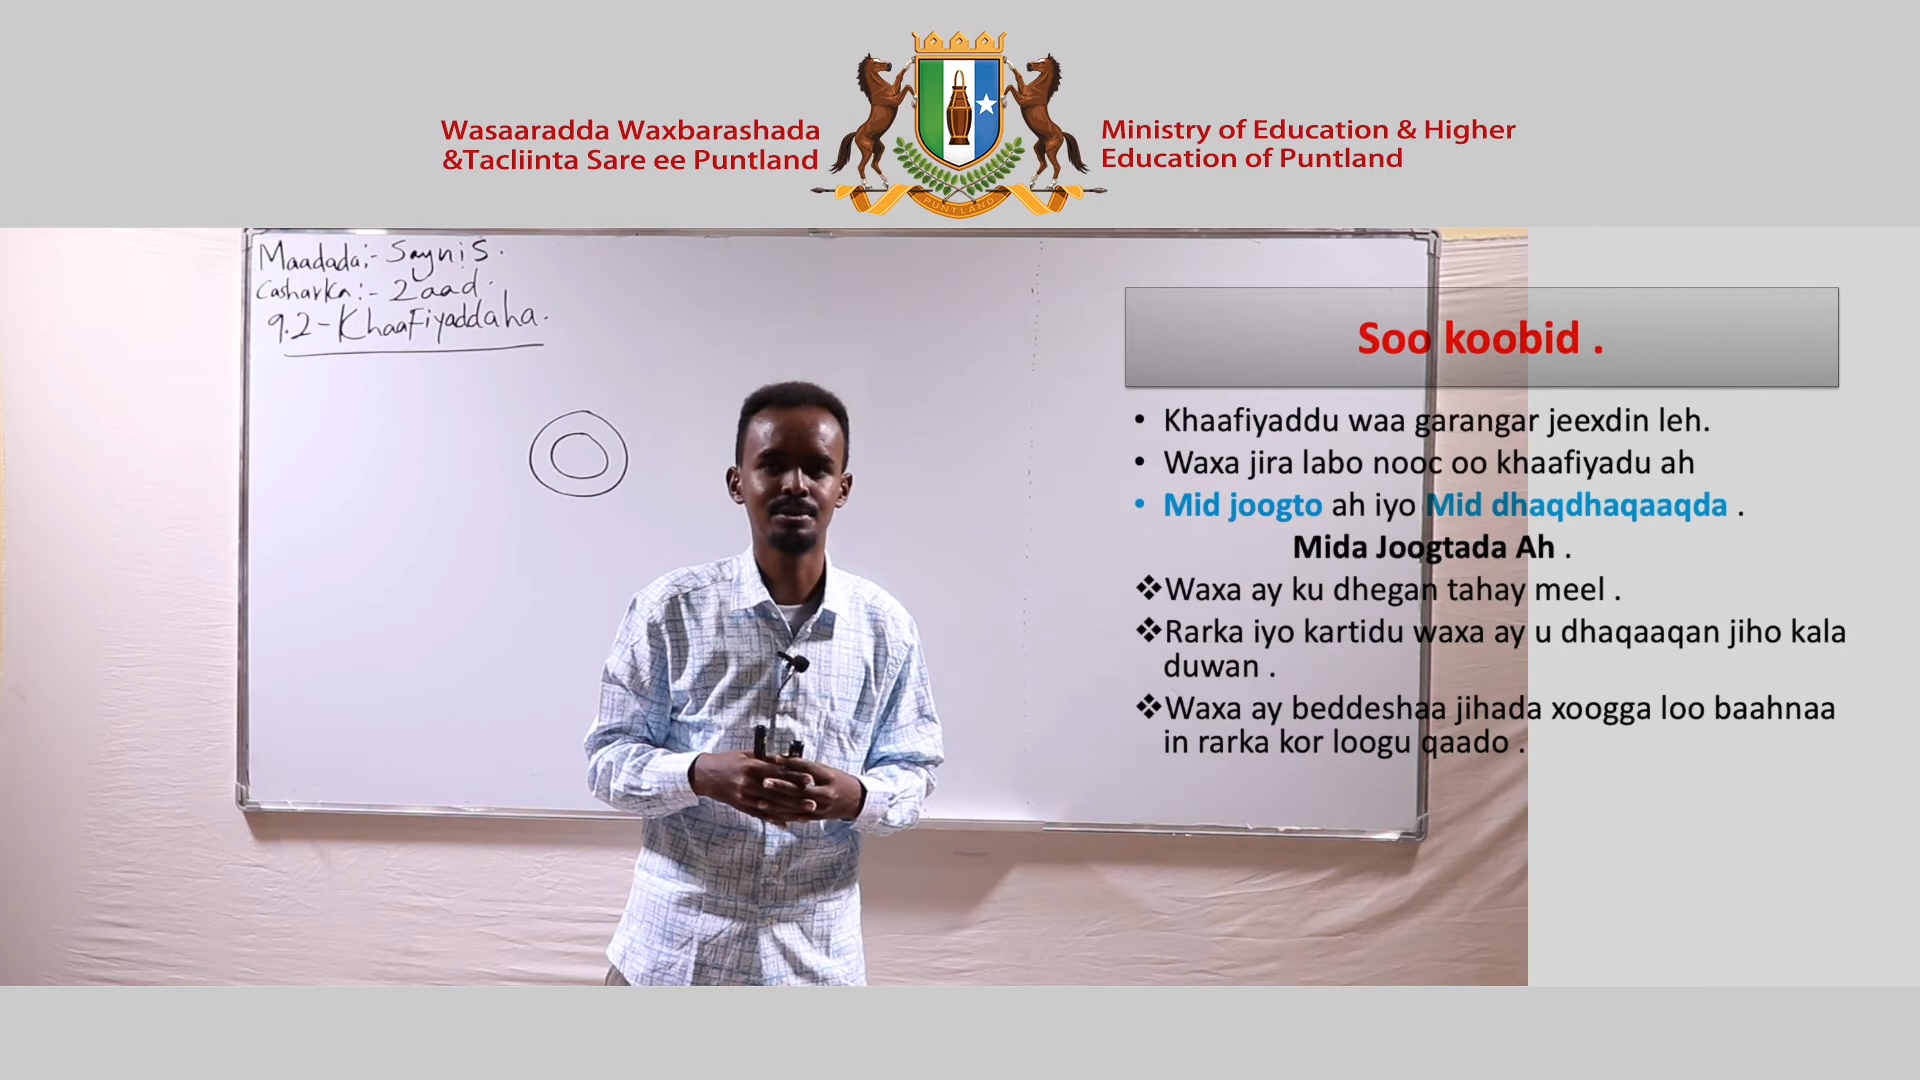 Wasaaradda Waxbarashada
&Tacliinta Sare ee Puntland
PUNTLAND
Ministry of Education & Higher
Education of Puntland
Maadada:- Saynis.
Casharka:- 2aad.
9.2- Khaafiyaddaha.
Soo koobid .
• Khaafiyaddu waa garangar jeexdin leh.
• Waxa jira labo nooc oo khaafiyadu ah
• Mid joogto ah iyo Mid dhaqdhaqaaqda .
Mida Joogtada Ah .
❖Waxa ay ku dhegan tahay meel .
❖Rarka iyo kartidu waxa ay u dhaqaaqan jiho kala
duwan .
❖Waxa ay beddeshaa jihada xoogga loo baahnaa
in rarka kor loogu qaado .